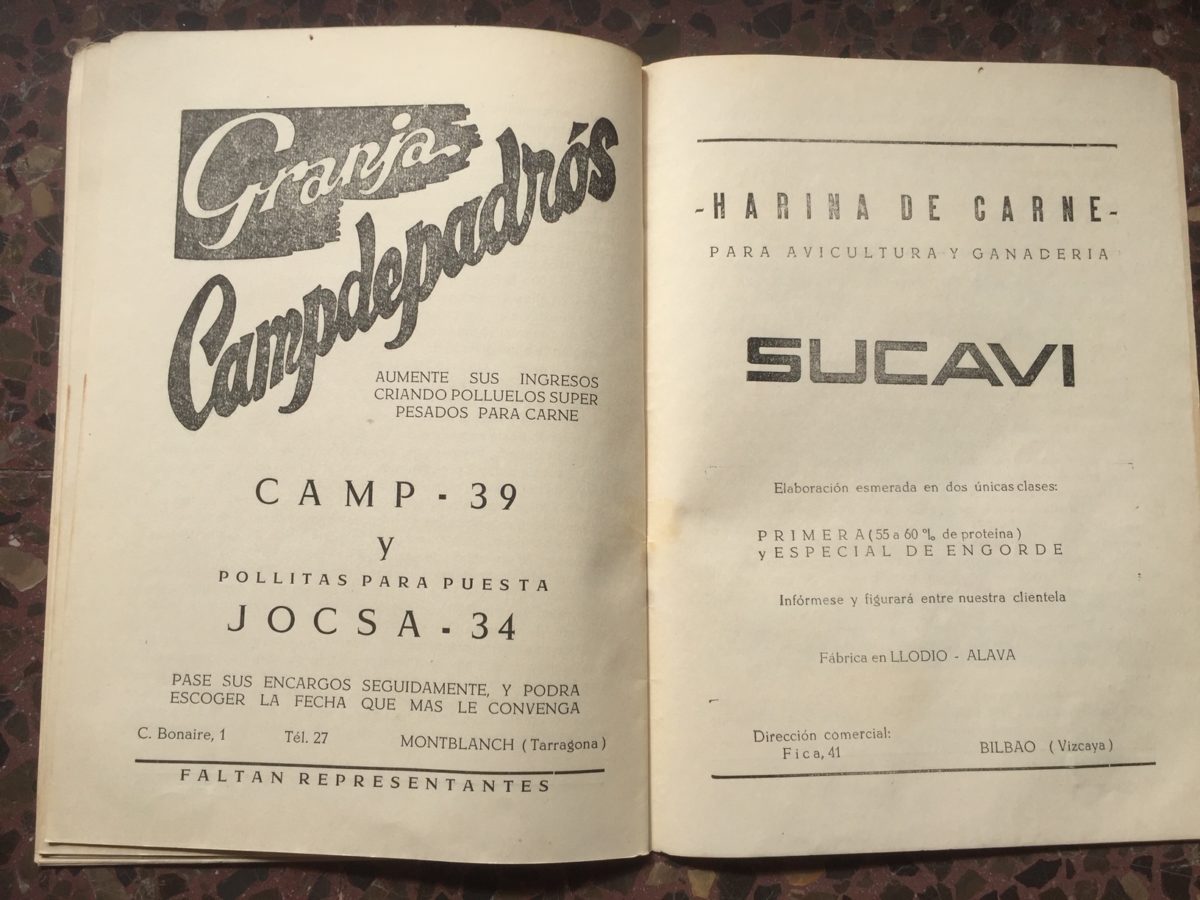 Granja
Campdepadrós
AUMENTE SUS INGRESOS
CRIANDO POLLUELOS SUPER
PESADOS PARA CARNE
CAMP - 39
y
POLLITAS PARA PUESTA
JOCSA - 34
PASE SUS ENCARGOS SEGUIDAMENTE, Y PODRA
ESCOGER LA FECHA QUE MAS LE CONVENGA
C. Bonaire, 1 Tél. 27 MONTBLANCH (Tarragona)
FALTAN REPRESENTANTES
-HARINA DE CARNE-
PARA AVICULTURA Y GANADERIA
SUCAVI
Elaboración esmerada en dos únicas clases:
PRIMERA (55 a 60 % de proteina)
y ESPECIAL DE ENGORDE
Infórmese y figurará entre nuestra clientela
Fábrica en LLODIO - ALAVA
Dirección comercial:
Fica, 41 BILBAO (Vizcaya)